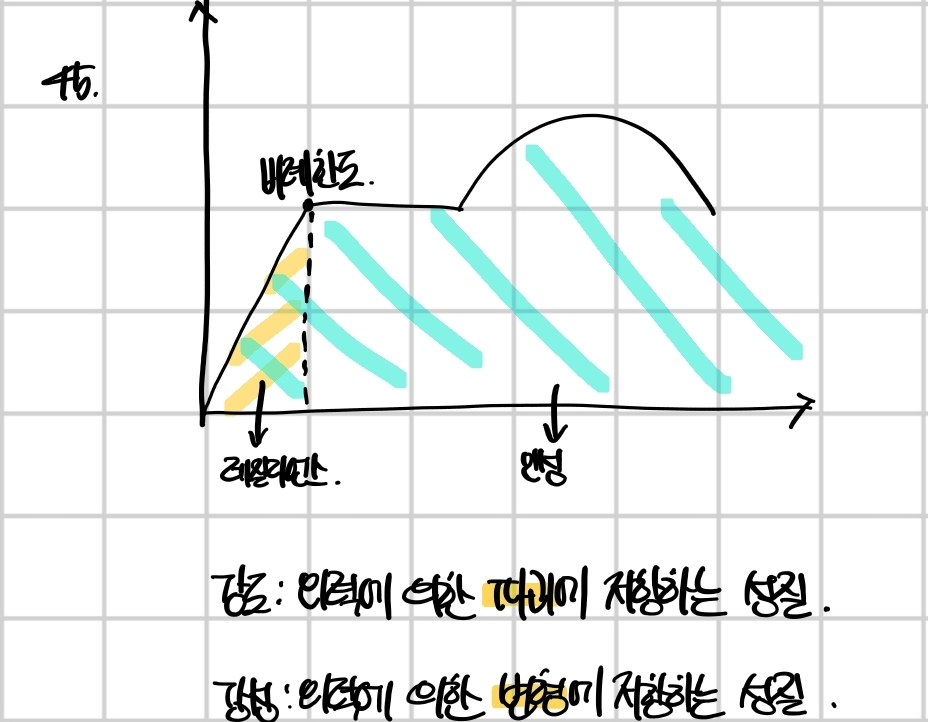 45.
비례한도.
레질리언스.
인성
강도 : 외력에 의한 파괴에 저항하는 성질.
강성 : 외력에 의한 변형에 저항하는 성질.